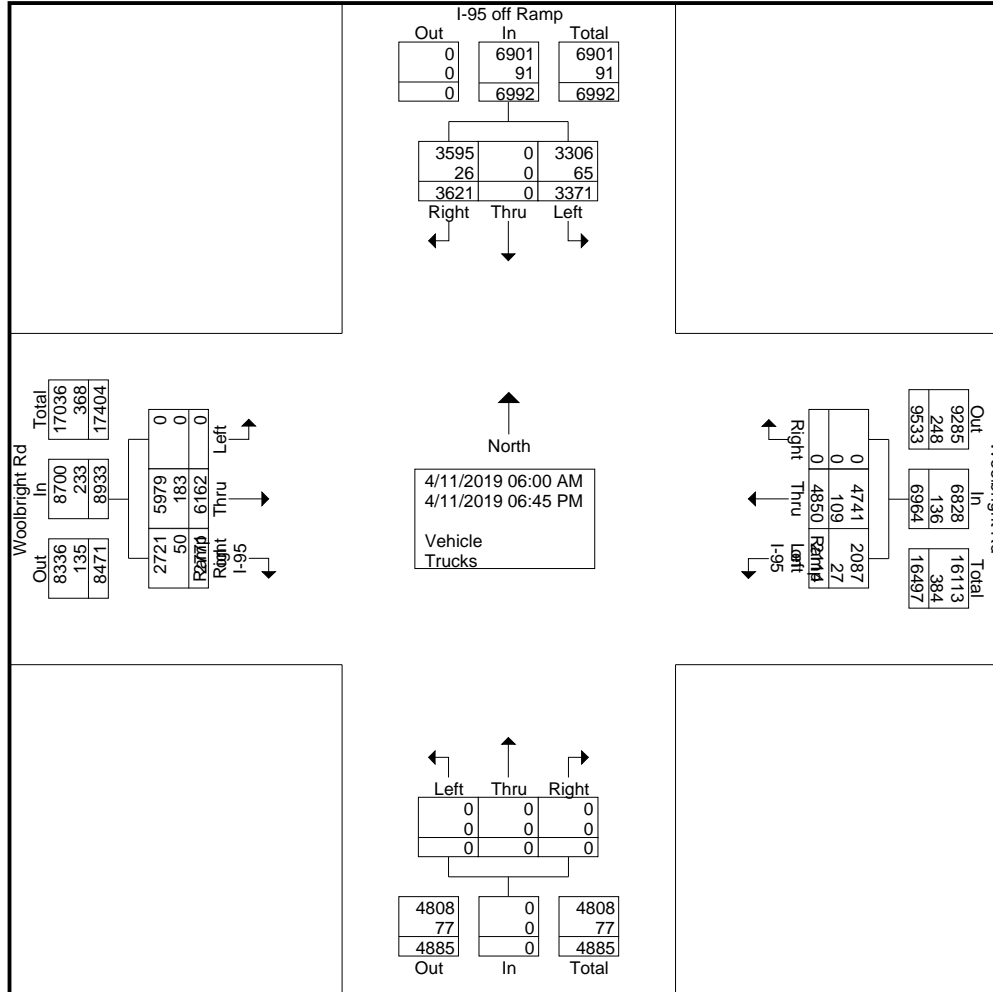 I-95 off Ramp
Out In Total
0 6901 6901
0 91 91
0 6992 6992
3595 0 3306
26 0 65
3621 0 3371
Right Thru Left
Woolbright Rd
Total In Out
17036 8700 8336
368 233 135
17404 8933 8471
Left Thru Right
I-95
Ramp
0 5979 2721
0 183 50
0 6162
North
4/11/2019 06:00 AM
4/11/2019 06:45 PM
Vehicle
Trucks
Right Thru Left
I-95
Ramp
0 4741 2087
0 109 27
4850
Out In Total
9285 6828 16113
248 136 384
9533 6964 16497
Left Thru Right
0 0 0
0 0 0
0 0 0
4808 0 4808
77 0 77
4885 0 4885
Out In Total